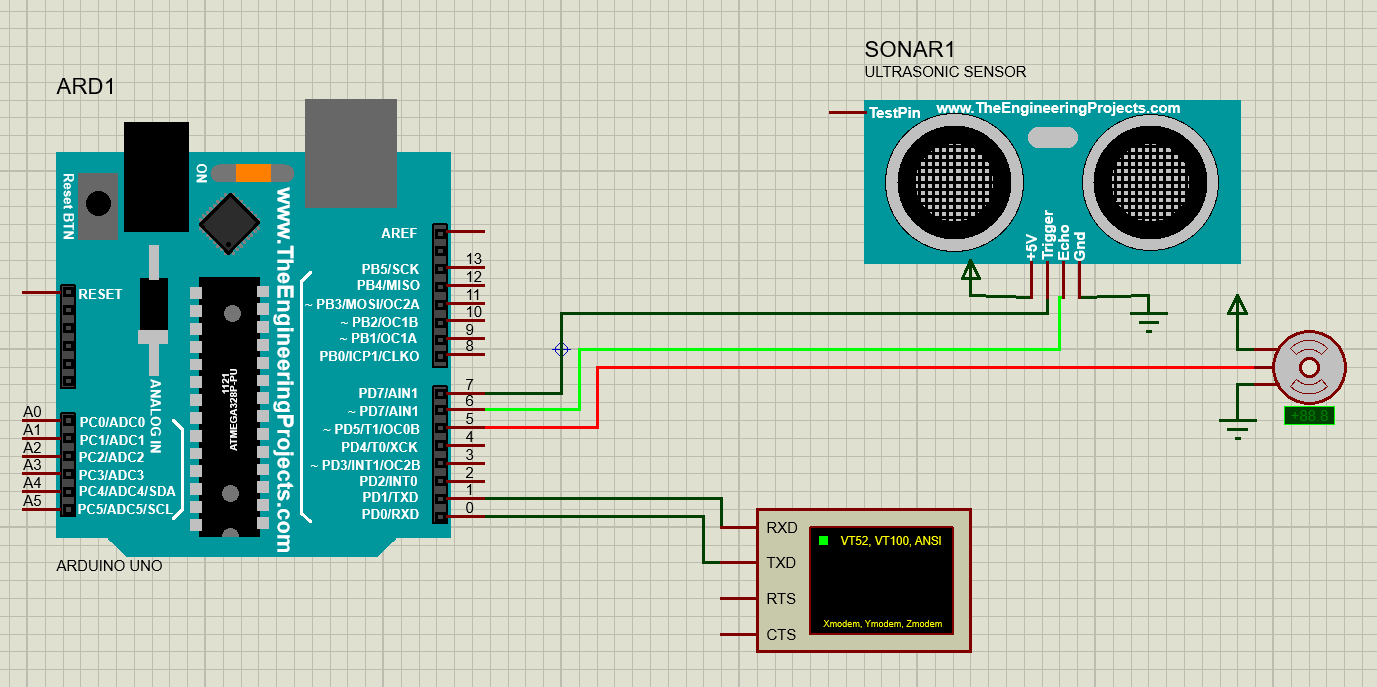 SONAR1
ULTRASONIC SENSOR
TestPin
www.TheEngineeringProjects.com
+5V
Trigger
Echo
Gnd
ARD1
Reset BTN
ON
www.TheEngineeringProjects.com
AREF
PB5/SCK 13
PB4/MISO 12
~ PB3/MOSI/OC2A 11
~ PB2/OC1B 10
~ PB1/OC1A 9
PB0/ICP1/CLKO 8
RESET
1121
ATMEGA328P-PU
ANALOG IN
PD7/AIN1 7
~ PD7/AIN1 6
~ PD5/T1/OC0B 5
PD4/T0/XCK 4
~ PD3/INT1/OC2B 3
PD2/INT0 2
PD1/TXD 1
PD0/RXD 0
A0 PC0/ADC0
A1 PC1/ADC1
A2 PC2/ADC2
A3 PC3/ADC3
A4 PC4/ADC4/SDA
A5 PC5/ADC5/SCL
ARDUINO UNO
+88.8
RXD
TXD
RTS
CTS
VT52, VT100, ANSI
Xmodem, Ymodem, Zmodem